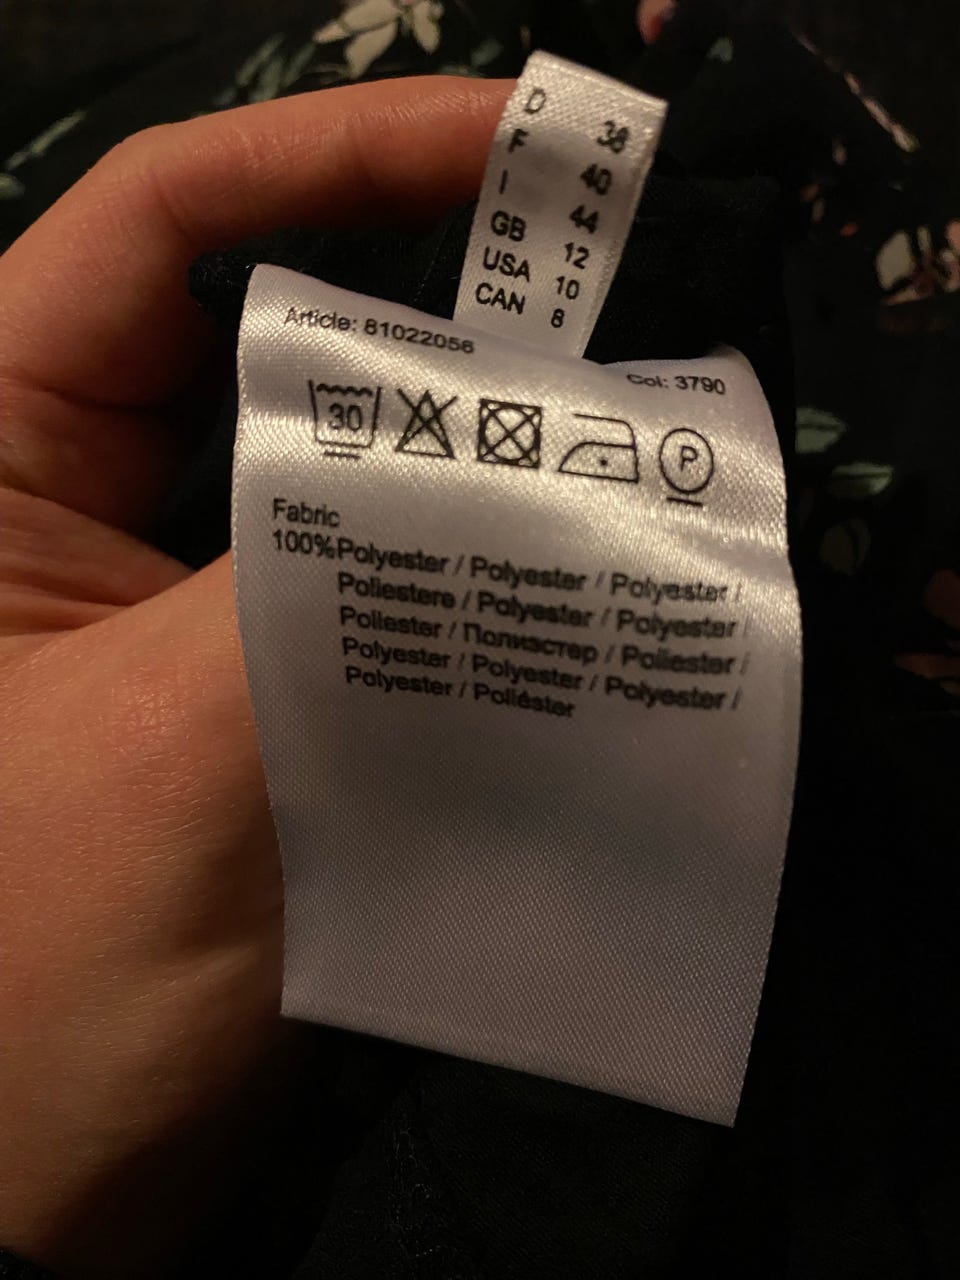 D 38
F 40
I 44
GB 12
USA 10
CAN 8
Article: 81022056
Col: 3790
30
P
Fabric
100%Polyester / Polyester / Polyester /
Poliestere / Polyester / Polyester /
Poliester / Полиэстер / Poliester /
Polyester / Polyester / Polyester /
Polyester / Poliéster